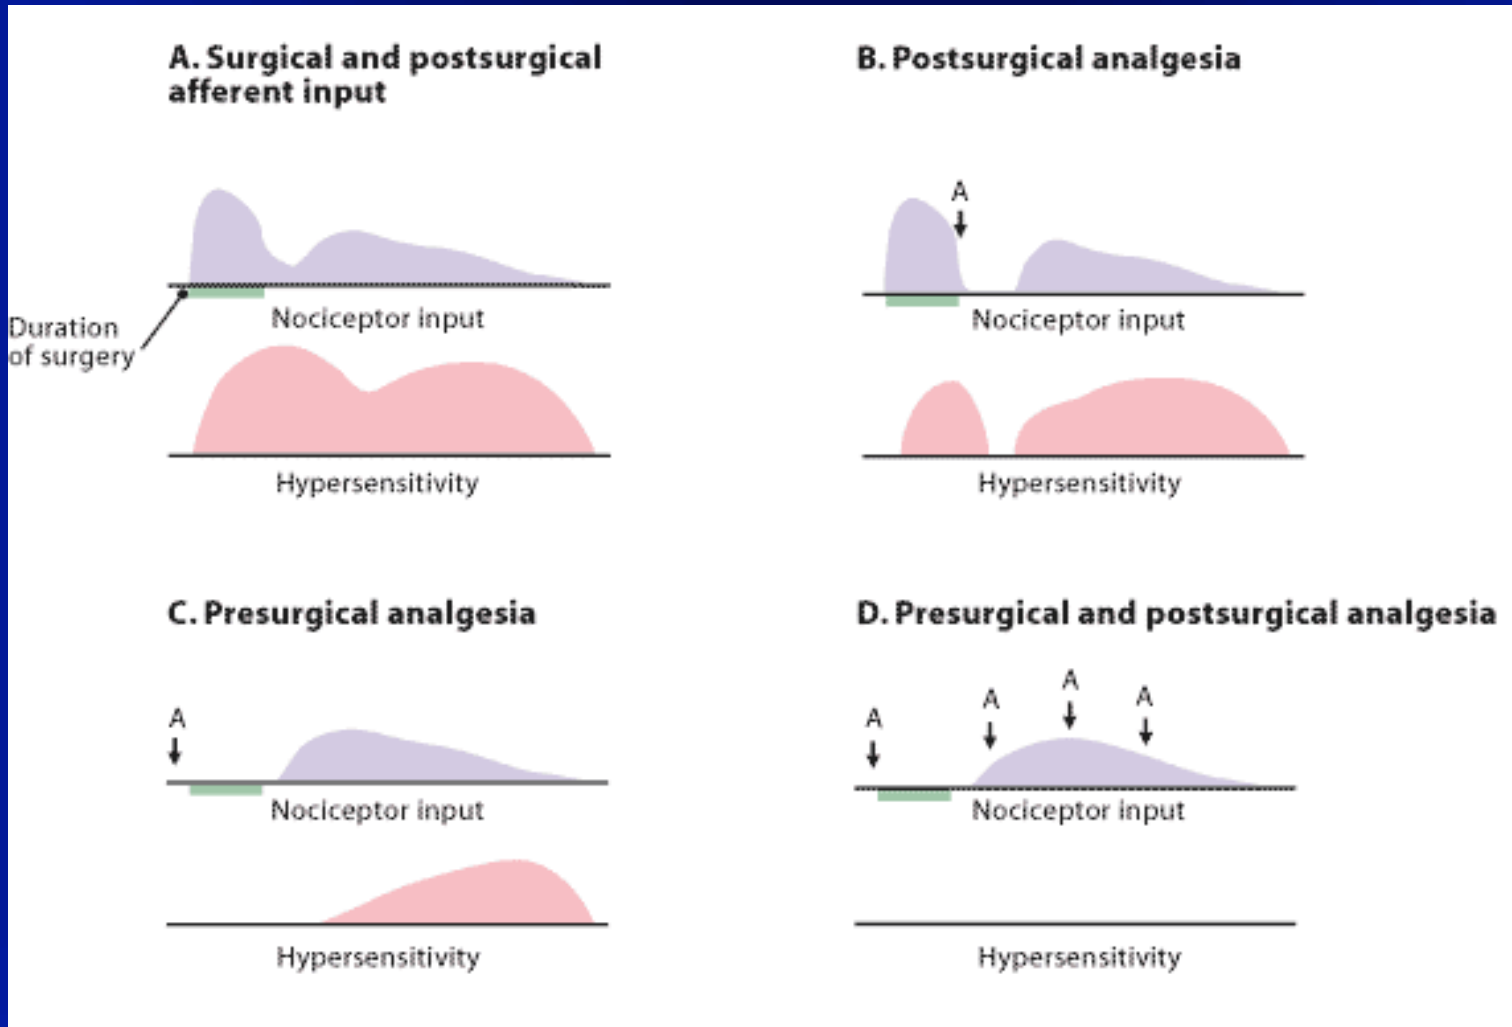 A. Surgical and postsurgical
afferent input
Duration
of surgery
Nociceptor input
Hypersensitivity
B. Postsurgical analgesia
A
Nociceptor input
Hypersensitivity
C. Presurgical analgesia
A
Nociceptor input
Hypersensitivity
D. Presurgical and postsurgical analgesia
A
A
A
A
Nociceptor input
Hypersensitivity